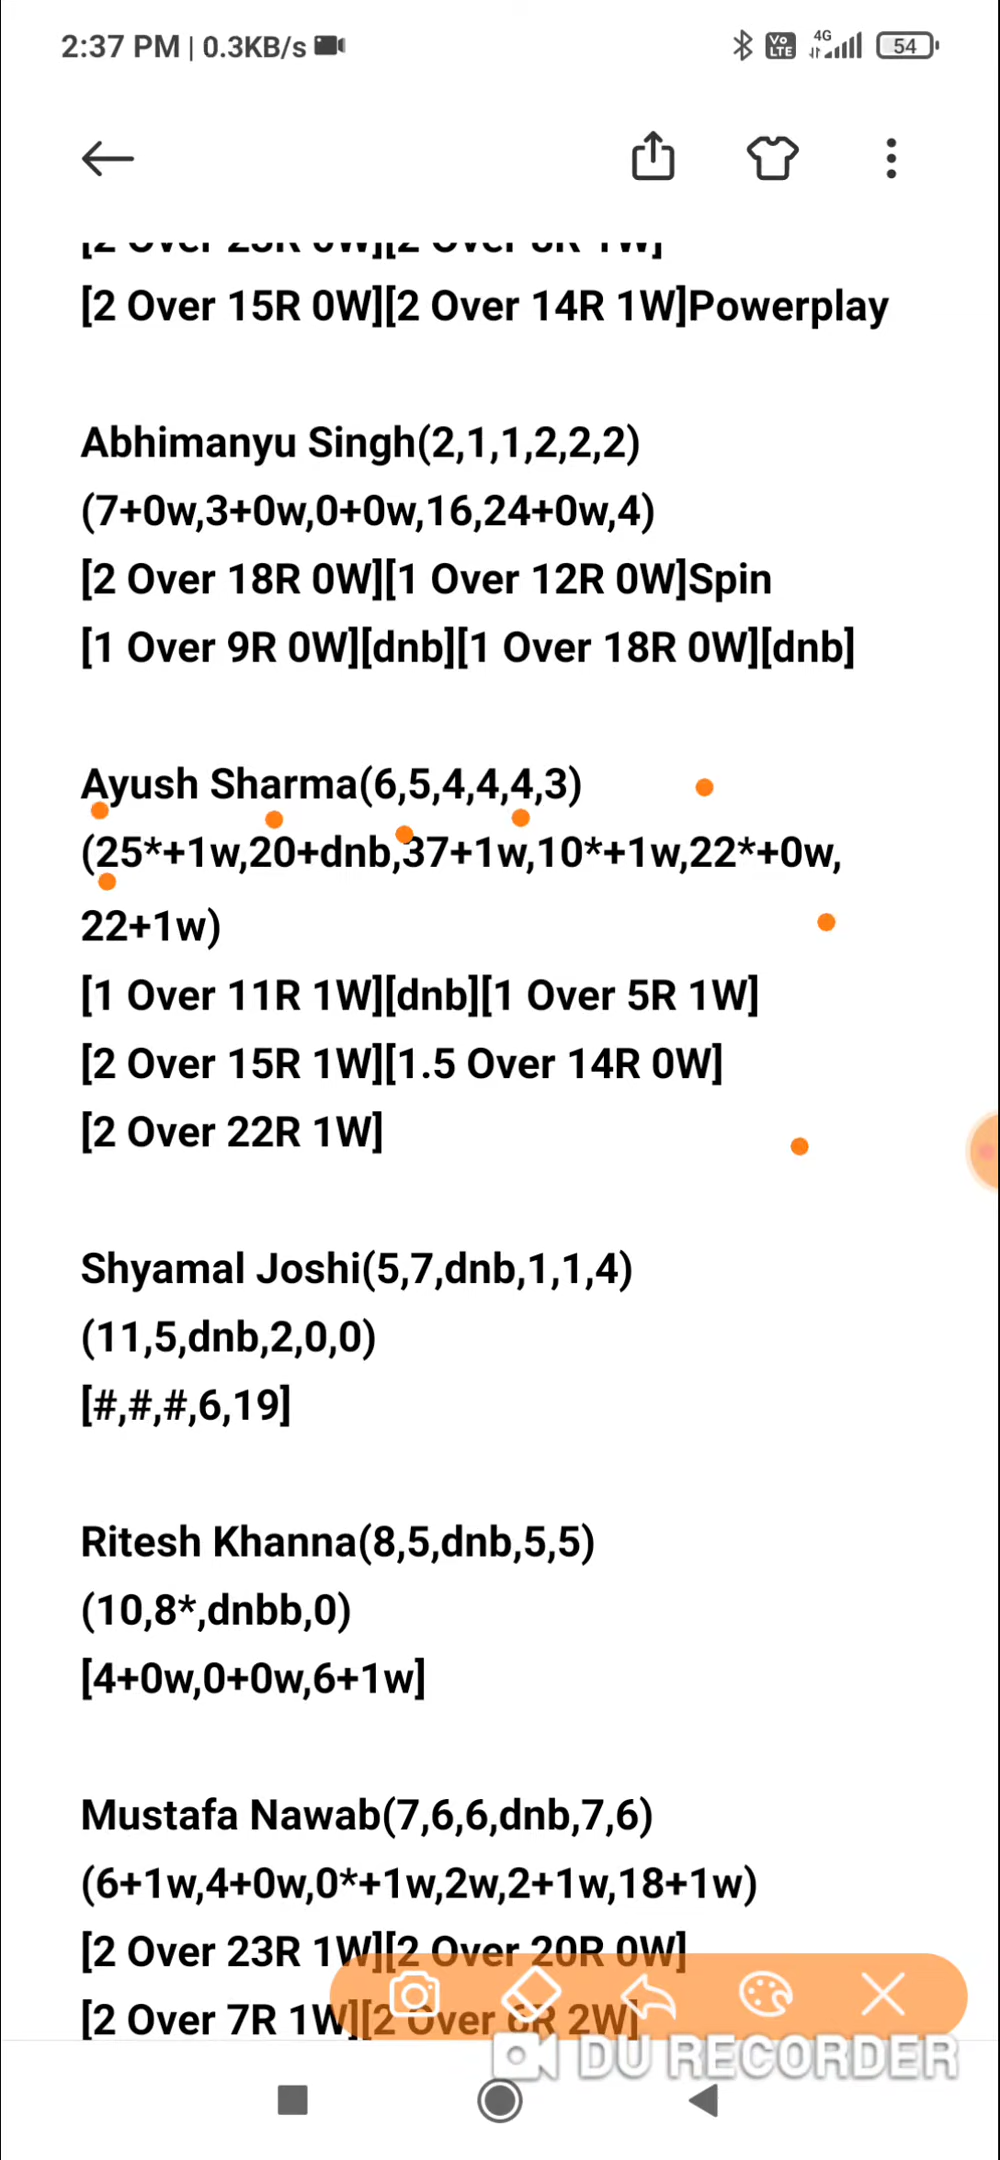 2:37 PM | 0.3KB/s
Vo LTE
4G
54
[2 Over 15R 0W][2 Over 14R 1W]Powerplay
Abhimanyu Singh(2,1,1,2,2,2)
(7+0w,3+0w,0+0w,16,24+0w,4)
[2 Over 18R 0W][1 Over 12R 0W]Spin
[1 Over 9R 0W][dnb][1 Over 18R 0W][dnb]
Ayush Sharma(6,5,4,4,4,3)
(25*+1w,20+dnb,37+1w,10*+1w,22*+0w,
22+1w)
[1 Over 11R 1W][dnb][1 Over 5R 1W]
[2 Over 15R 1W][1.5 Over 14R 0W]
[2 Over 22R 1W]
Shyamal Joshi(5,7,dnb,1,1,4)
(11,5,dnb,2,0,0)
[#,#,#,6,19]
Ritesh Khanna(8,5,dnb,5,5)
(10,8*,dnbb,0)
[4+0w,0+0w,6+1w]
Mustafa Nawab(7,6,6,dnb,7,6)
(6+1w,4+0w,0*+1w,2w,2+1w,18+1w)
[2 Over 23R 1W][2 Over 20R 0W]
[2 Over 7R 1W][2 Over 6R 2W]
DU RECORDER